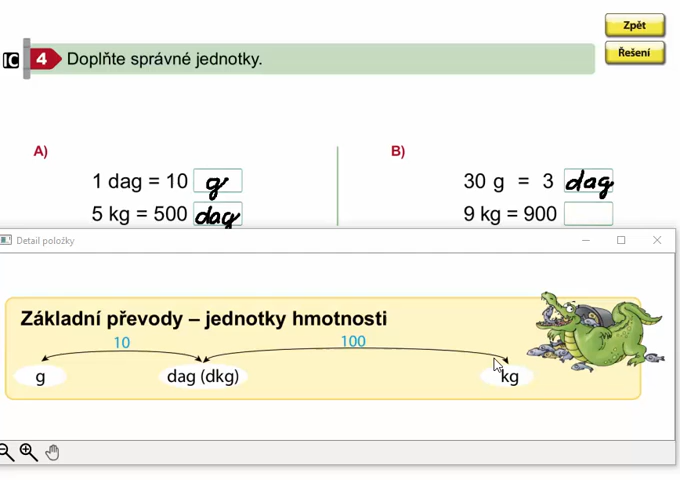 Zpět
Řešení
4 Doplňte správné jednotky.
A)
1 dag = 10 g
5 kg = 500 dag
B)
30 g = 3 dag
9 kg = 900
Detail položky
Základní převody – jednotky hmotnosti
10
100
g
dag (dkg)
kg